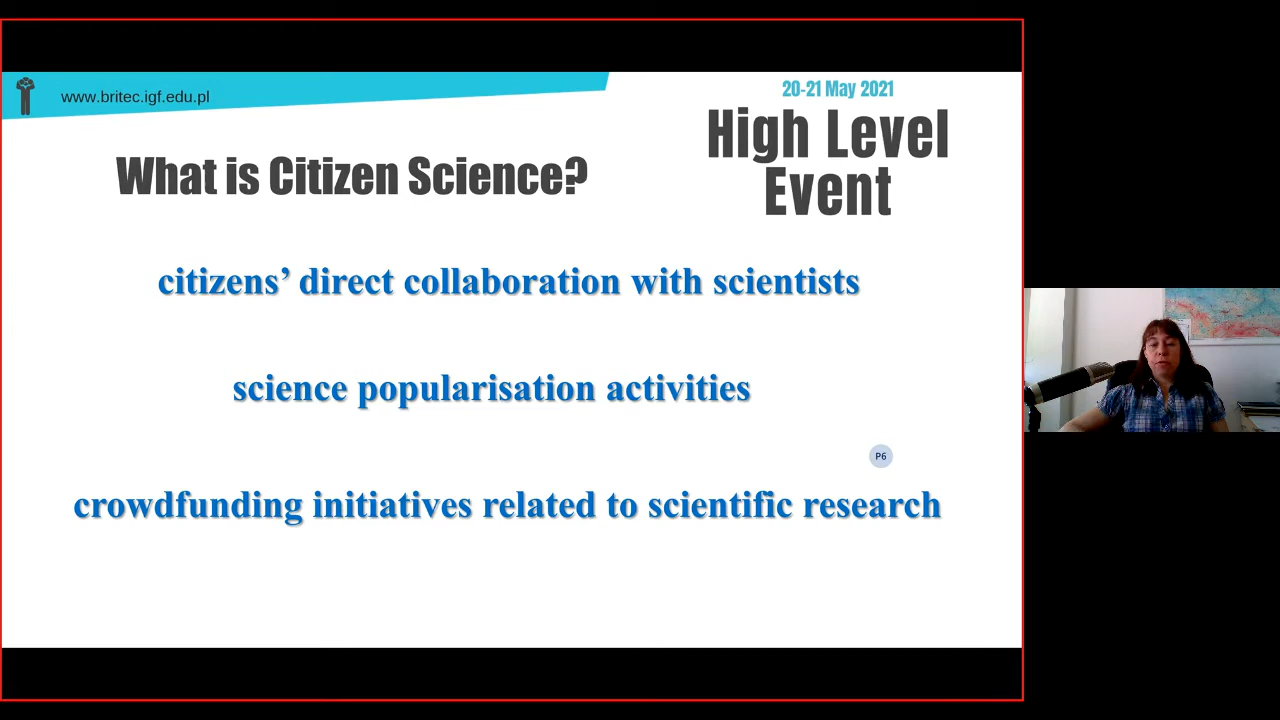 www.britec.igf.edu.pl
20-21 May 2021
High Level
Event
What is Citizen Science?
citizens’ direct collaboration with scientists
science popularisation activities
P6
crowdfunding initiatives related to scientific research